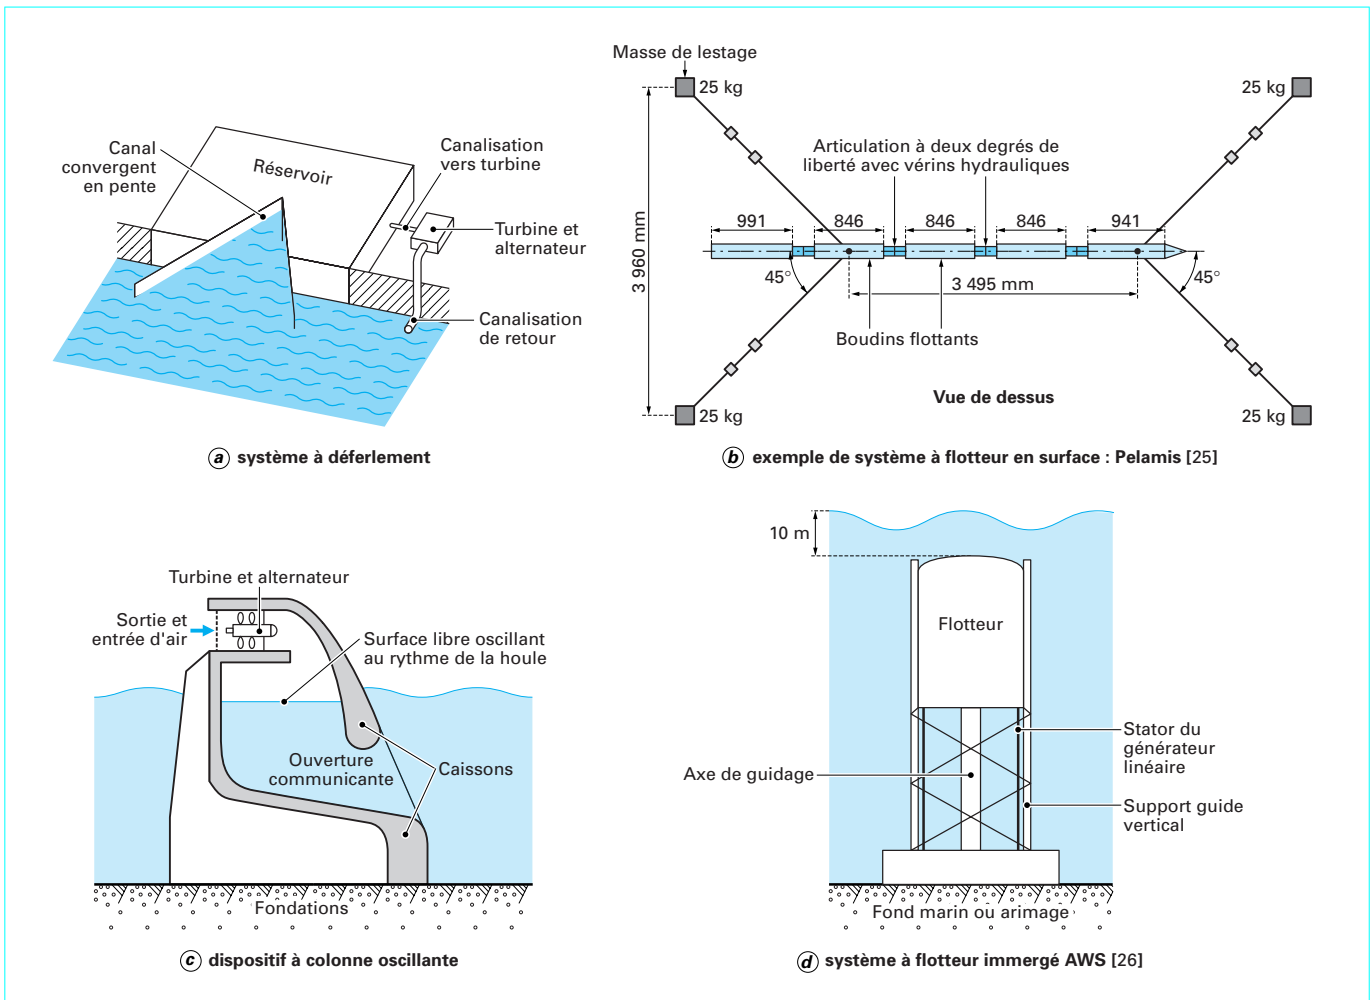 Canal
convergent
en pente
Réservoir
Canalisation
vers turbine
Turbine et
alternateur
Canalisation
de retour
a système à déferlement
Masse de lestage
25 kg
25 kg
Articulation à deux degrés de
liberté avec vérins hydrauliques
3 960 mm
991
846
846
846
941
45°
3 495 mm
45°
Boudins flottants
Vue de dessus
25 kg
25 kg
b exemple de système à flotteur en surface : Pelamis [25]
Turbine et alternateur
Sortie et
entrée d'air
Surface libre oscillant
au rythme de la houle
Ouverture
communicante
Caissons
Fondations
c dispositif à colonne oscillante
10 m
Flotteur
Stator du
générateur
linéaire
Axe de guidage
Support guide
vertical
Fond marin ou arimage
d système à flotteur immergé AWS [26]